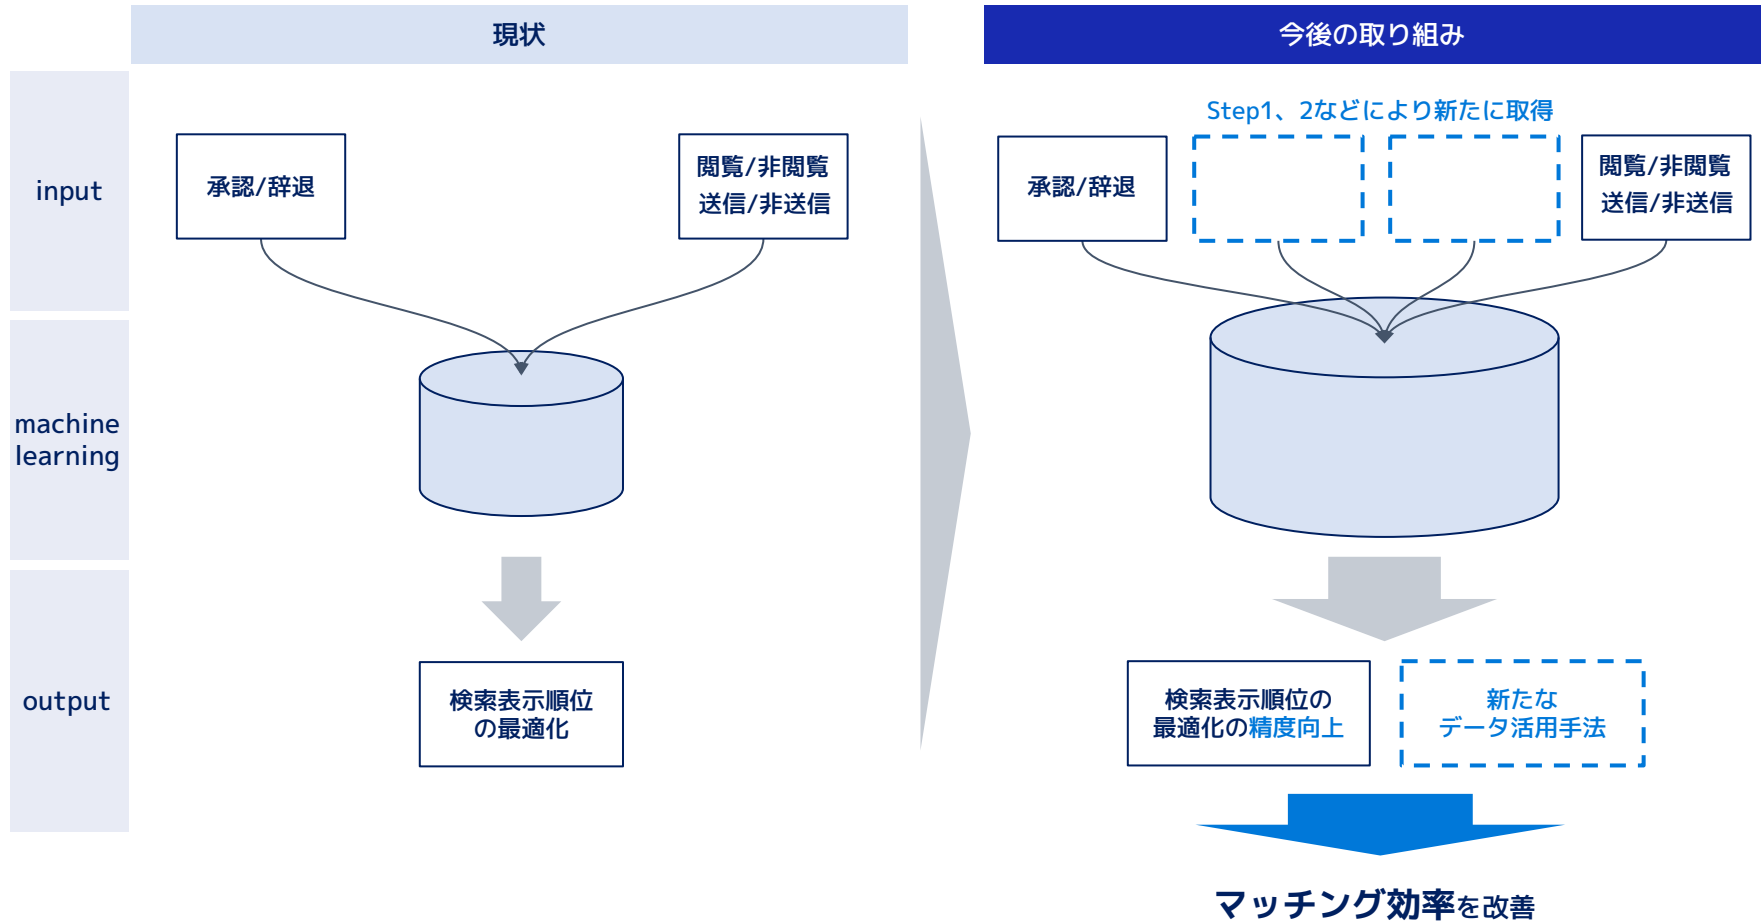 現状
今後の取り組み
input
承認/辞退
閲覧/非閲覧
送信/非送信
Step1、2などにより新たに取得
承認/辞退
閲覧/非閲覧
送信/非送信
machine
learning
output
検索表示順位
の最適化
検索表示順位の
最適化の精度向上
新たな
データ活用手法
マッチング効率を改善